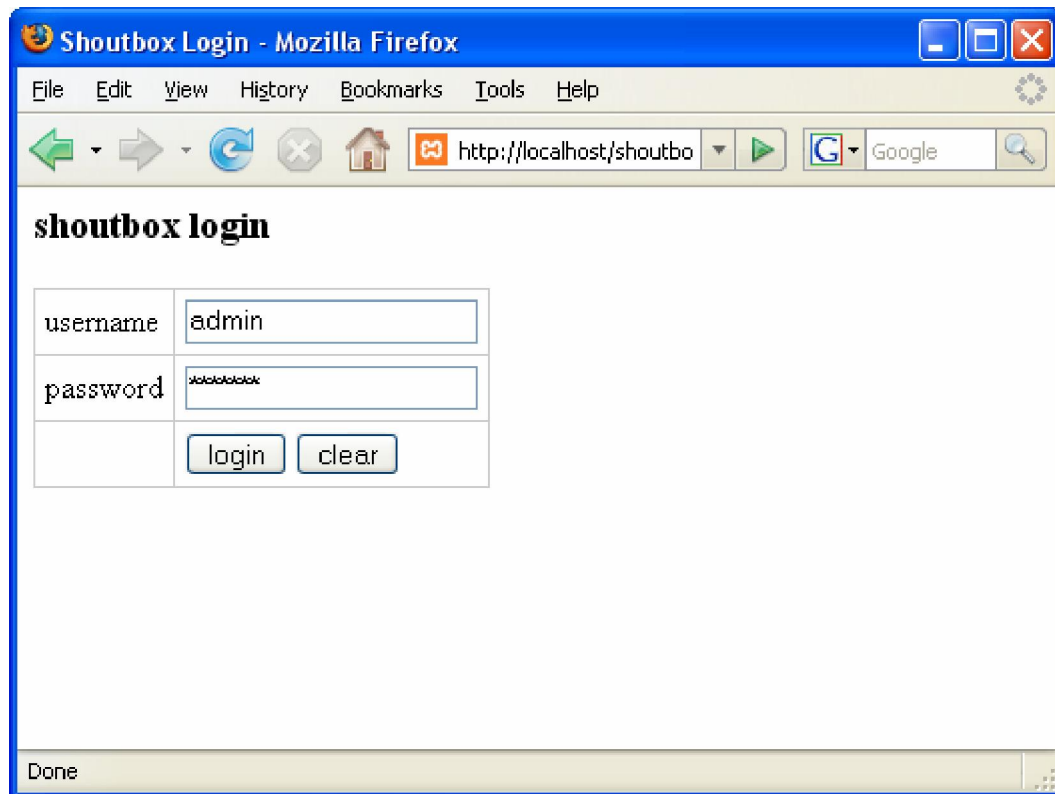 Shoutbox Login - Mozilla Firefox
File Edit View History Bookmarks Tools Help
http://localhost/shoutbo G Google
shoutbox login
username admin
password *******
login clear
Done